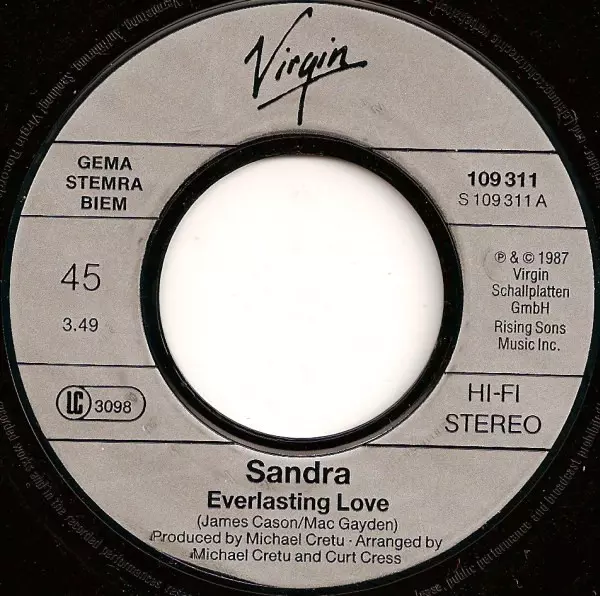 Virgin
GEMA
STEMRA
BIEM
109 311
S 109 311 A
45
3.49
℗ & © 1987
Virgin
Schallplatten
GmbH
Rising Sons
Music Inc.
LC 3098
HI-FI
STEREO
Sandra
Everlasting Love
(James Cason/Mac Gayden)
Produced by Michael Cretu · Arranged by
Michael Cretu and Curt Cress